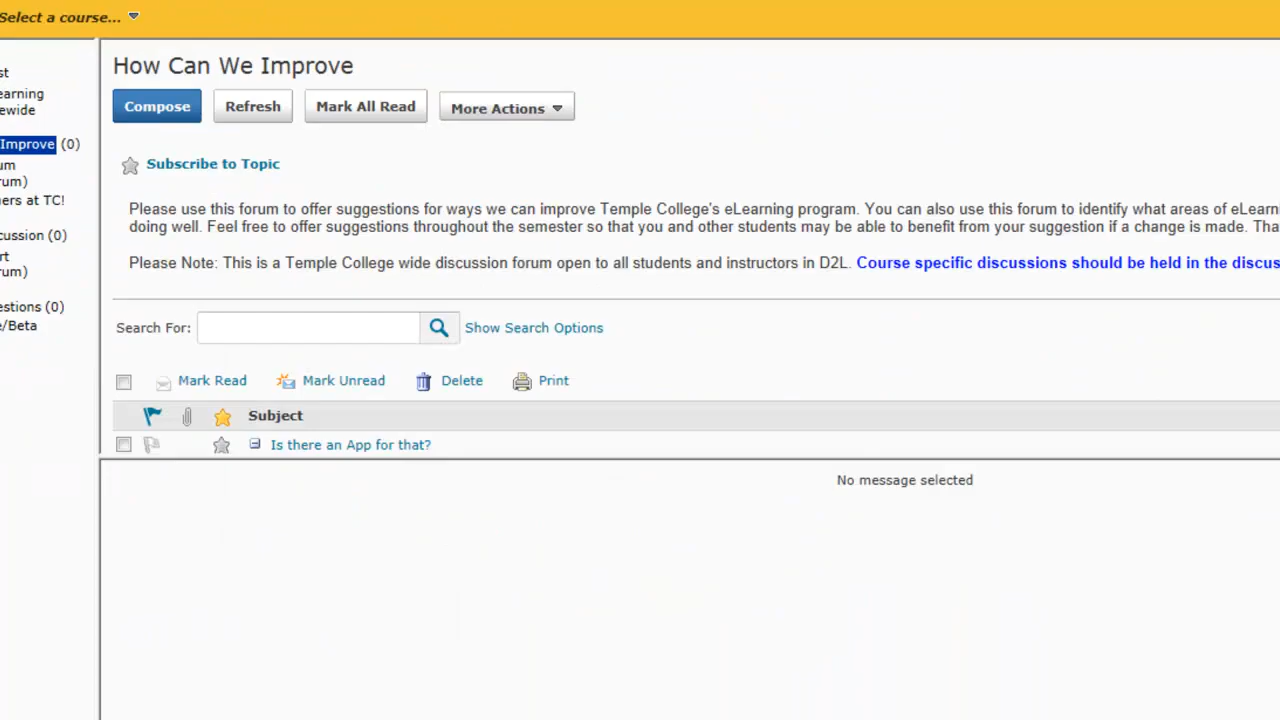 Select a course...
st
earning
ewide
Improve (0)
um
rum)
ers at TC!
cussion (0)
rt
rum)
estions (0)
e/Beta
How Can We Improve
Compose Refresh Mark All Read More Actions
Subscribe to Topic
Please use this forum to offer suggestions for ways we can improve Temple College's eLearning program. You can also use this forum to identify what areas of eLearni
doing well. Feel free to offer suggestions throughout the semester so that you and other students may be able to benefit from your suggestion if a change is made. Tha
Please Note: This is a Temple College wide discussion forum open to all students and instructors in D2L. Course specific discussions should be held in the discus
Search For: Show Search Options
Mark Read Mark Unread Delete Print
Subject
Is there an App for that?
No message selected